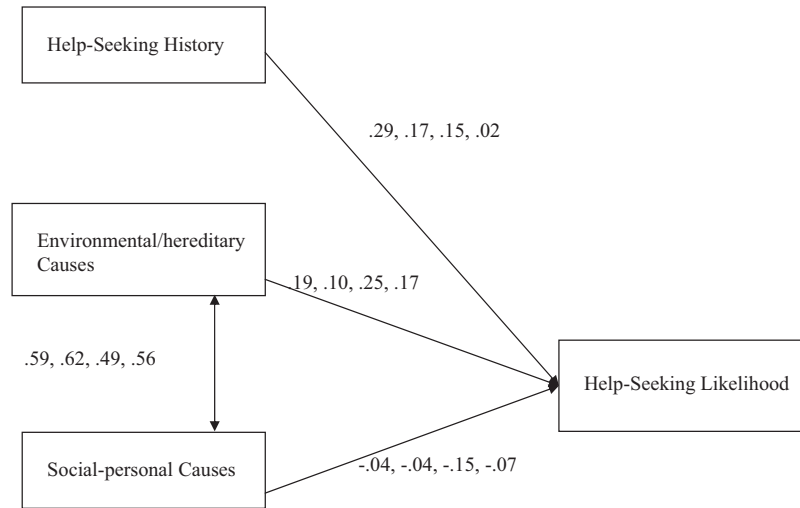 Help-Seeking History
.29, .17, .15, .02
Environmental/hereditary
Causes
.19, .10, .25, .17
.59, .62, .49, .56
Help-Seeking Likelihood
Social-personal Causes
-.04, -.04, -.15, -.07